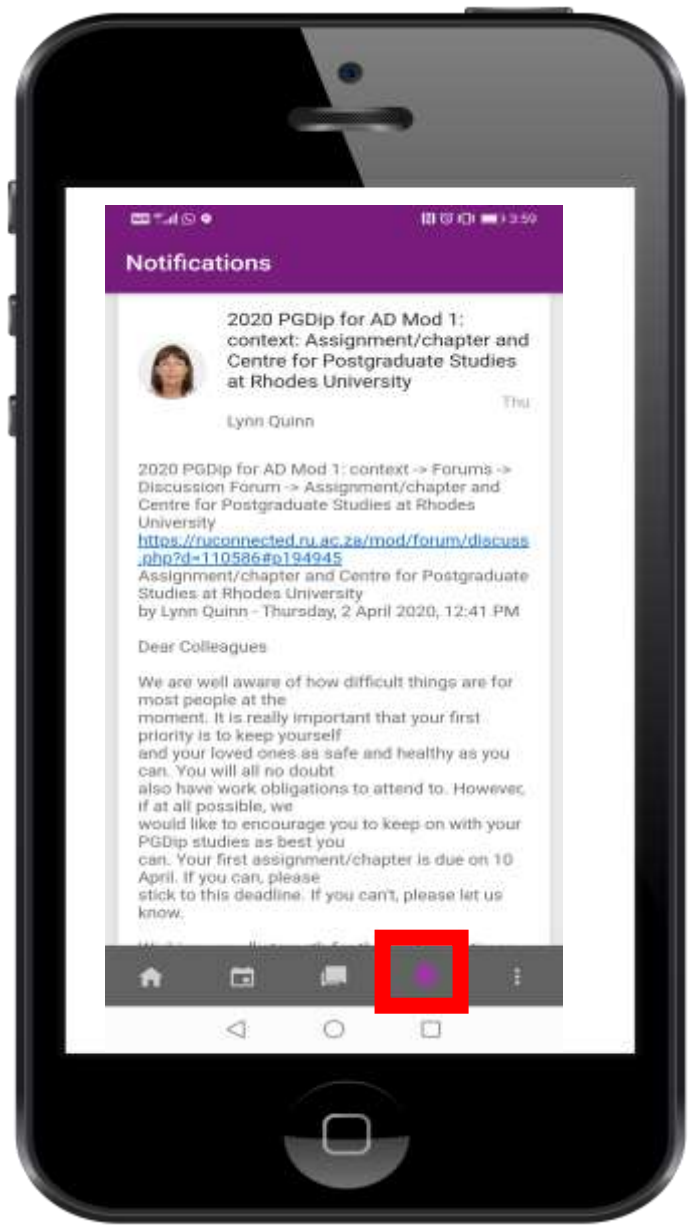 3:59
Notifications
2020 PGDip for AD Mod 1:
context: Assignment/chapter and
Centre for Postgraduate Studies
at Rhodes University
Thu
Lynn Quinn
2020 PGDip for AD Mod 1: context -> Forums ->
Discussion Forum -> Assignment/chapter and
Centre for Postgraduate Studies at Rhodes
University
https://ruconnected.ru.ac.za/mod/forum/discuss
.php?d=110586#p194945
Assignment/chapter and Centre for Postgraduate
Studies at Rhodes University
by Lynn Quinn - Thursday, 2 April 2020, 12:41 PM
Dear Colleagues
We are well aware of how difficult things are for
most people at the
moment. It is really important that your first
priority is to keep yourself
and your loved ones as safe and healthy as you
can. You will all no doubt
also have work obligations to attend to. However,
if at all possible, we
would like to encourage you to keep on with your
PGDip studies as best you
can. Your first assignment/chapter is due on 10
April. If you can, please
stick to this deadline. If you can't, please let us
know.